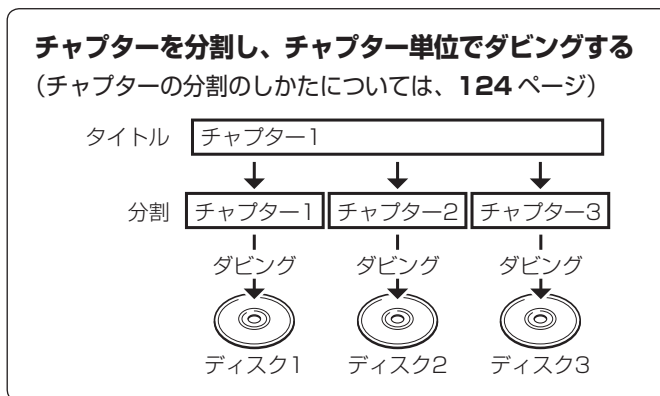 チャプターを分割し、チャプター単位でダビングする
（チャプターの分割のしかたについては、124 ページ）
タイトル チャプター1
分割 チャプター1 チャプター2 チャプター3
ダビング ダビング ダビング
ディスク1 ディスク2 ディスク3